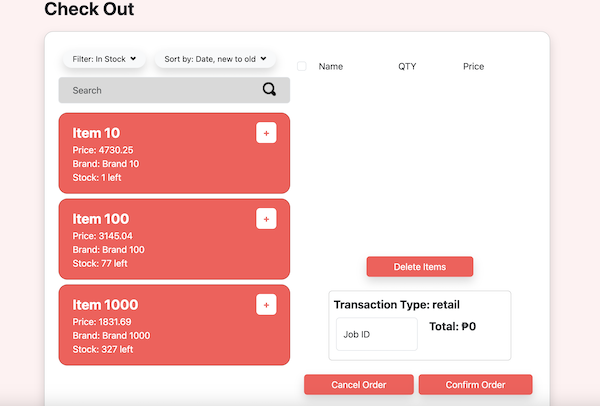 Check Out
Filter: In Stock
Sort by: Date, new to old
Search
Item 10
+
Price: 4730.25
Brand: Brand 10
Stock: 1 left
Item 100
+
Price: 3145.04
Brand: Brand 100
Stock: 77 left
Item 1000
+
Price: 1831.69
Brand: Brand 1000
Stock: 327 left
Name QTY Price
Delete Items
Transaction Type: retail
Job ID
Total: ₱0
Cancel Order
Confirm Order